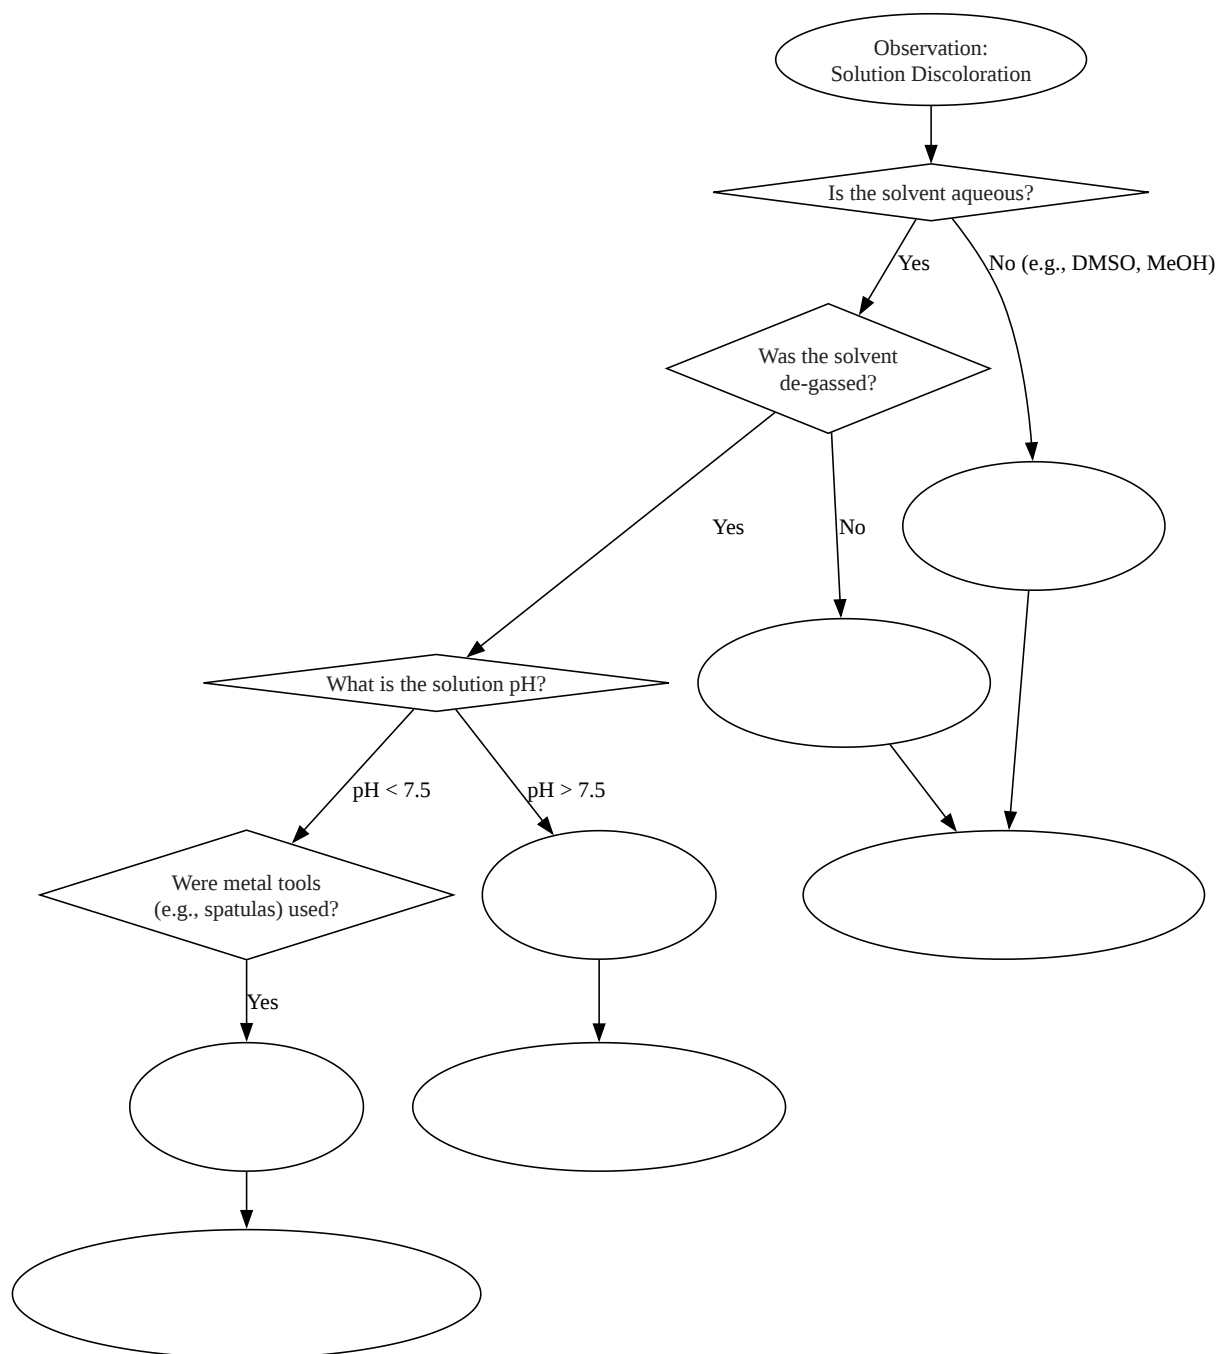 Observation:
Solution Discoloration
Is the solvent aqueous?
Yes
No (e.g., DMSO, MeOH)
Was the solvent
de-gassed?
Yes
No
What is the solution pH?
pH < 7.5
pH > 7.5
Were metal tools
(e.g., spatulas) used?
Yes